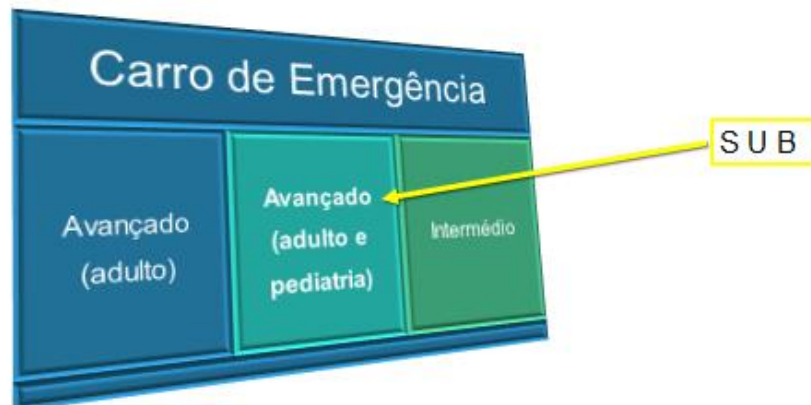 Carro de Emergência
Avançado
(adulto)
Avançado
(adulto e
pediatria)
Intermédio
S U B